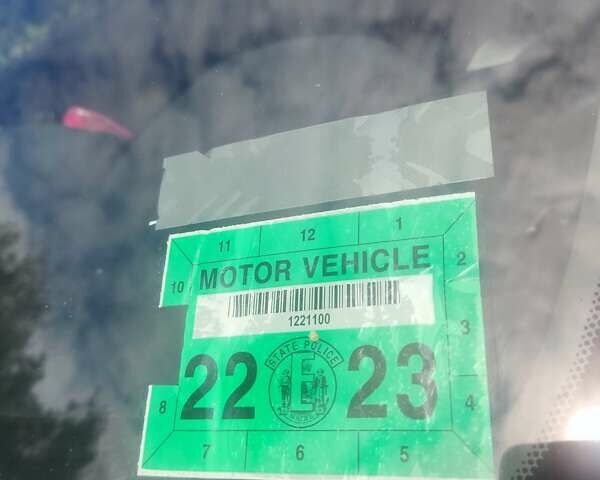 11 12 1
10 MOTOR VEHICLE 2
1221100
3
STATE POLICE
22 E 23
8 4
7 6 5